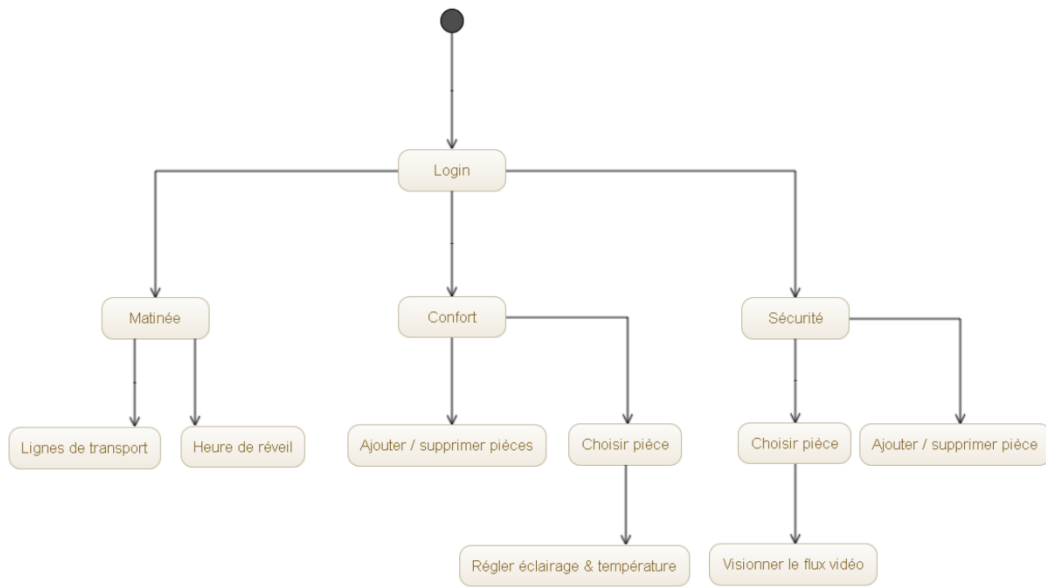 Login
Matinée
Confort
Sécurité
Lignes de transport
Heure de réveil
Ajouter / supprimer pièces
Choisir pièce
Choisir pièce
Ajouter / supprimer pièce
Régler éclairage & température
Visionner le flux vidéo